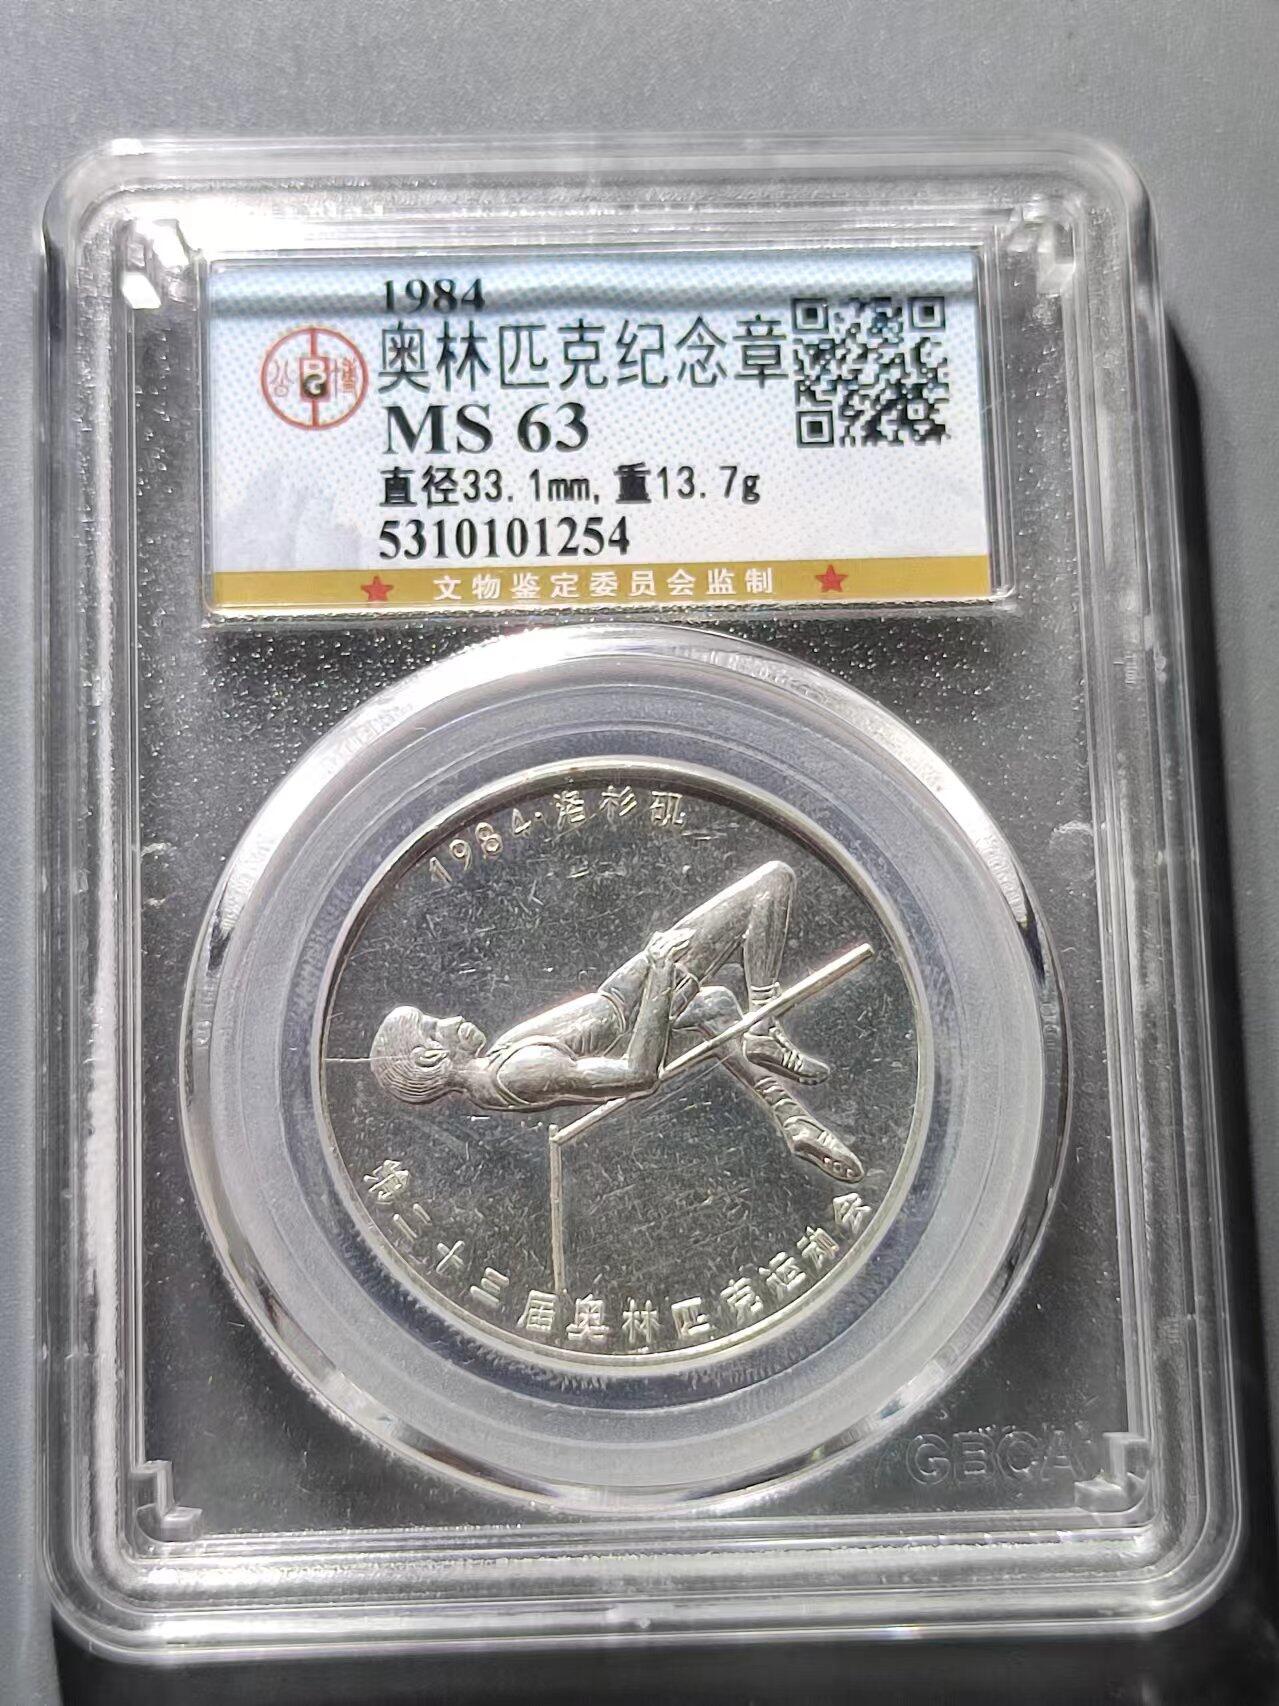 1984
奥林匹克纪念章
MS 63
直径33.1mm,重13.7g
5310101254
文物鉴定委员会监制
1984·洛杉矶
第二十三届奥林匹克运动会
GBCA